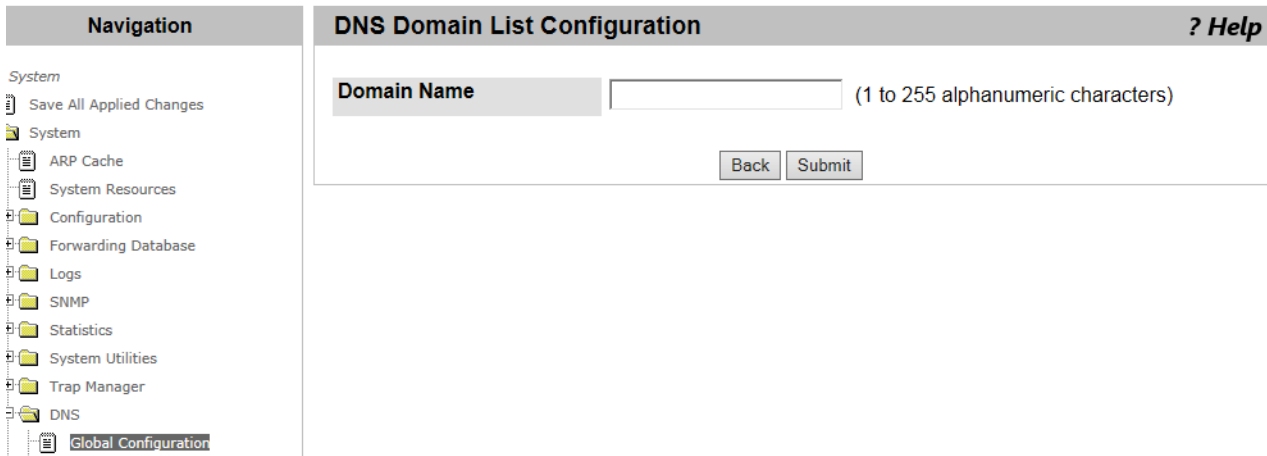 Navigation
System
Save All Applied Changes
System
ARP Cache
System Resources
Configuration
Forwarding Database
Logs
SNMP
Statistics
System Utilities
Trap Manager
DNS
Global Configuration
DNS Domain List Configuration ? Help
Domain Name (1 to 255 alphanumeric characters)
Back Submit